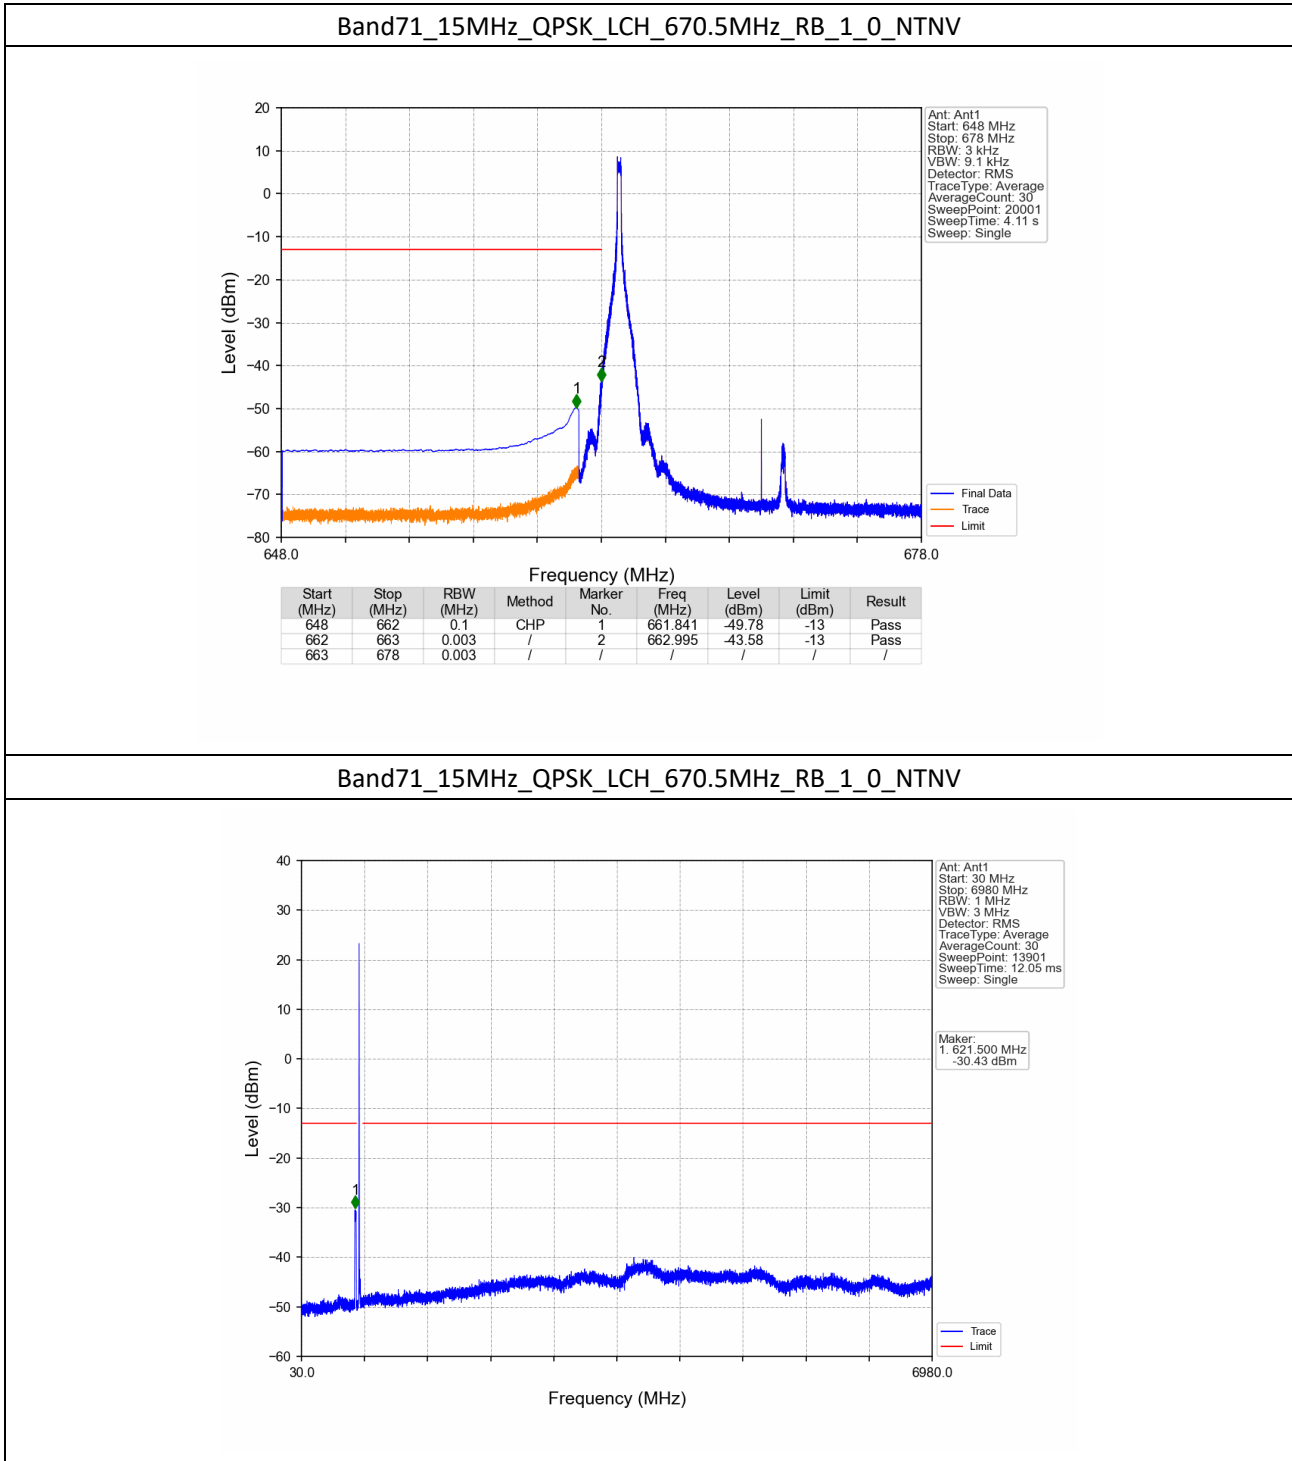 Band71_15MHz_QPSK_LCH_670.5MHz_RB_1_0_NTNV
20
10
0
−10
−20
−30
−40
−50
−60
−70
−80
Level (dBm)
1
2
648.0
678.0
Frequency (MHz)
Ant: Ant1
Start: 648 MHz
Stop: 678 MHz
RBW: 3 kHz
VBW: 9.1 kHz
Detector: RMS
TraceType: Average
AverageCount: 30
SweepPoint: 20001
SweepTime: 4.11 s
Sweep: Single
Final Data
Trace
Limit
Start (MHz) Stop (MHz) RBW (MHz) Method Marker No. Freq (MHz) Level (dBm) Limit (dBm) Result
648 662 0.1 CHP 1 661.841 -49.78 -13 Pass
662 663 0.003 / 2 662.995 -43.58 -13 Pass
663 678 0.003 / / / / / /
Band71_15MHz_QPSK_LCH_670.5MHz_RB_1_0_NTNV
40
30
20
10
0
−10
−20
−30
−40
−50
−60
Level (dBm)
1
30.0
6980.0
Frequency (MHz)
Ant: Ant1
Start: 30 MHz
Stop: 6980 MHz
RBW: 1 MHz
VBW: 3 MHz
Detector: RMS
TraceType: Average
AverageCount: 30
SweepPoint: 13901
SweepTime: 12.05 ms
Sweep: Single
Maker:
1. 621.500 MHz
-30.43 dBm
Trace
Limit